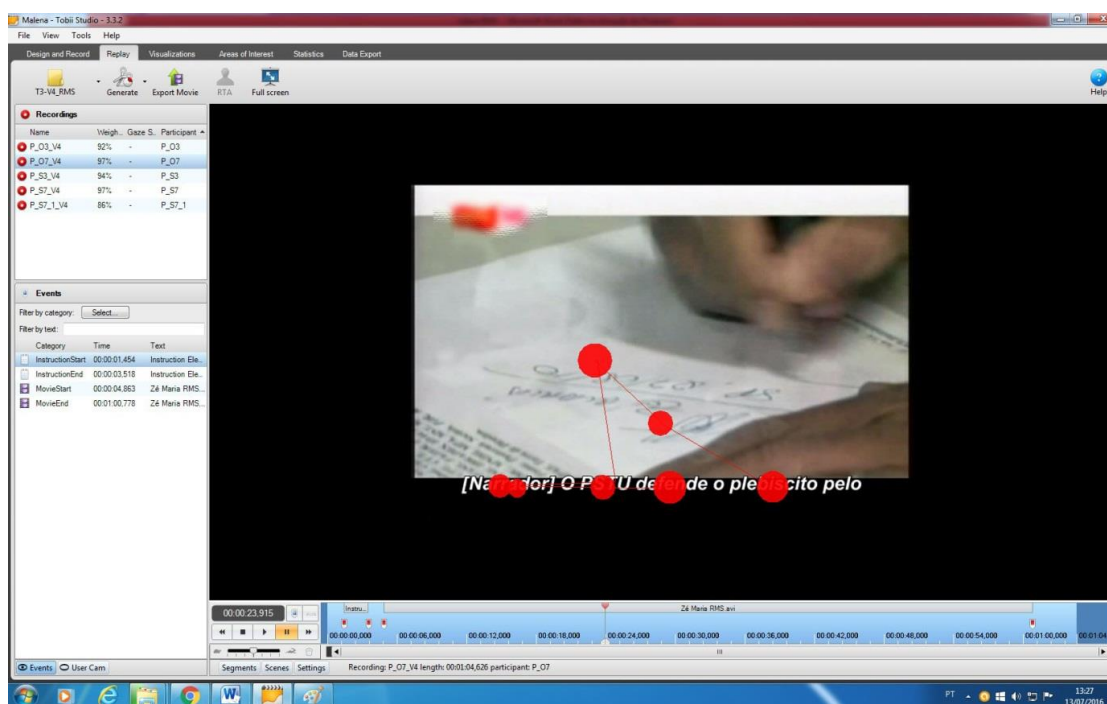 Malena - Tobii Studio - 3.3.2
File View Tools Help
Design and Record Replay Visualizations Areas of Interest Statistics Data Export
T3-V4_RMS Generate Export Movie RTA Full screen Help
Recordings
Name Weigh... Gaze S.. Participant
P_O3_V4 92% - P_O3
P_O7_V4 97% - P_O7
P_S3_V4 94% - P_S3
P_S7_V4 97% - P_S7
P_S7_1_V4 86% - P_S7_1
Events
Filter by category: Select...
Filter by text:
Category Time Text
InstructionStart 00:00:01,454 Instruction Ele..
InstructionEnd 00:00:03,518 Instruction Ele..
MovieStart 00:00:04,863 Zé Maria RMS...
MovieEnd 00:01:00,778 Zé Maria RMS...
[Narrador] O PSTU defende o plebiscito pelo
00:00:23.915 Instru... Zé Maria RMS.avi
00:00:00,000 00:00:06,000 00:00:12,000 00:00:18,000 00:00:24,000 00:00:30,000 00:00:36,000 00:00:42,000 00:00:48,000 00:00:54,000 00:01:00,000 00:01:04
Events User Cam Segments Scenes Settings Recording: P_O7_V4 length: 00:01:04,626 participant: P_O7
PT 13:27
13/07/2016